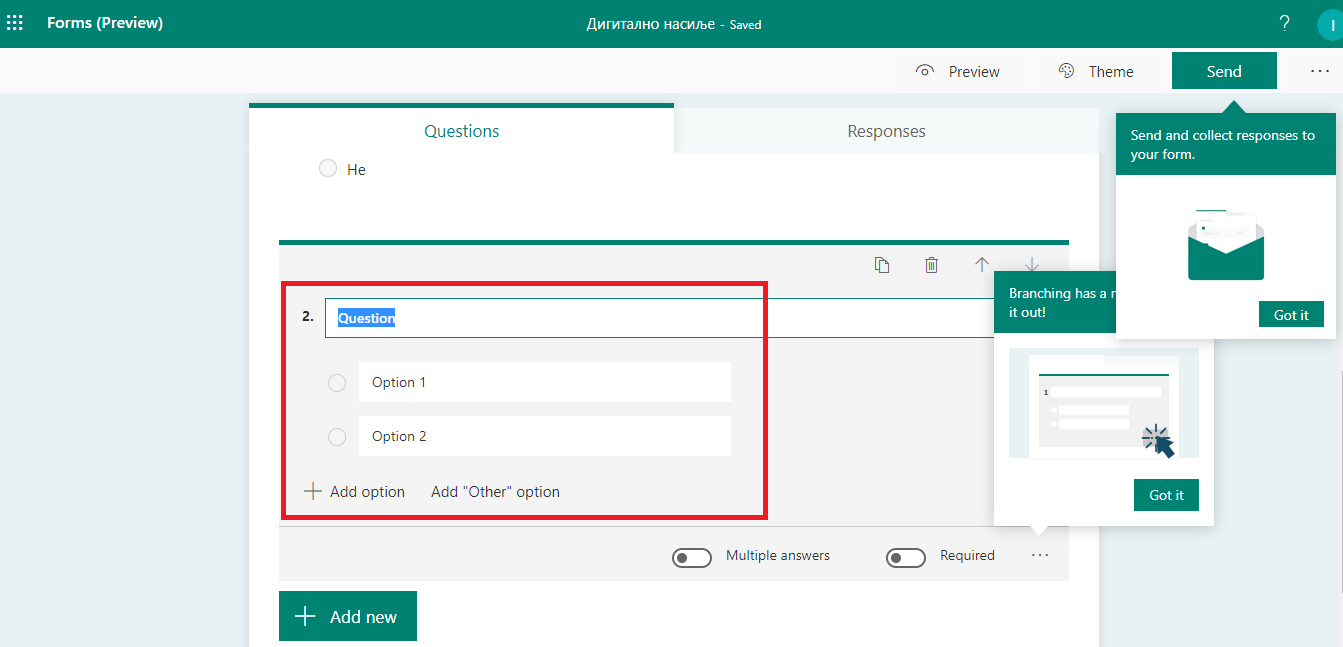 Forms (Preview)
Дигитално насиље - Saved
?
I
Preview
Theme
Send
...
Questions
Responses
Send and collect responses to
your form.
Не
Got it
Branching has a
it out!
2.
Question
Option 1
Option 2
1
Add option
Add "Other" option
Got it
Multiple answers
Required
...
Add new